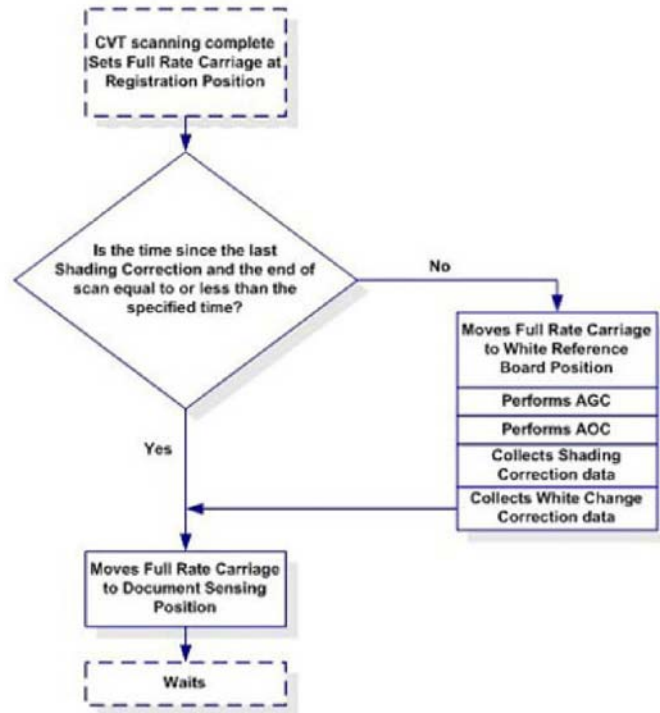 CVT scanning complete
Sets Full Rate Carriage at
Registration Position
Is the time since the last
Shading Correction and the end of
scan equal to or less than the
specified time?
No
Moves Full Rate Carriage
to White Reference
Board Position
Performs AGC
Performs AOC
Collects Shading
Correction data
Collects White Change
Correction data
Yes
Moves Full Rate Carriage
to Document Sensing
Position
Waits